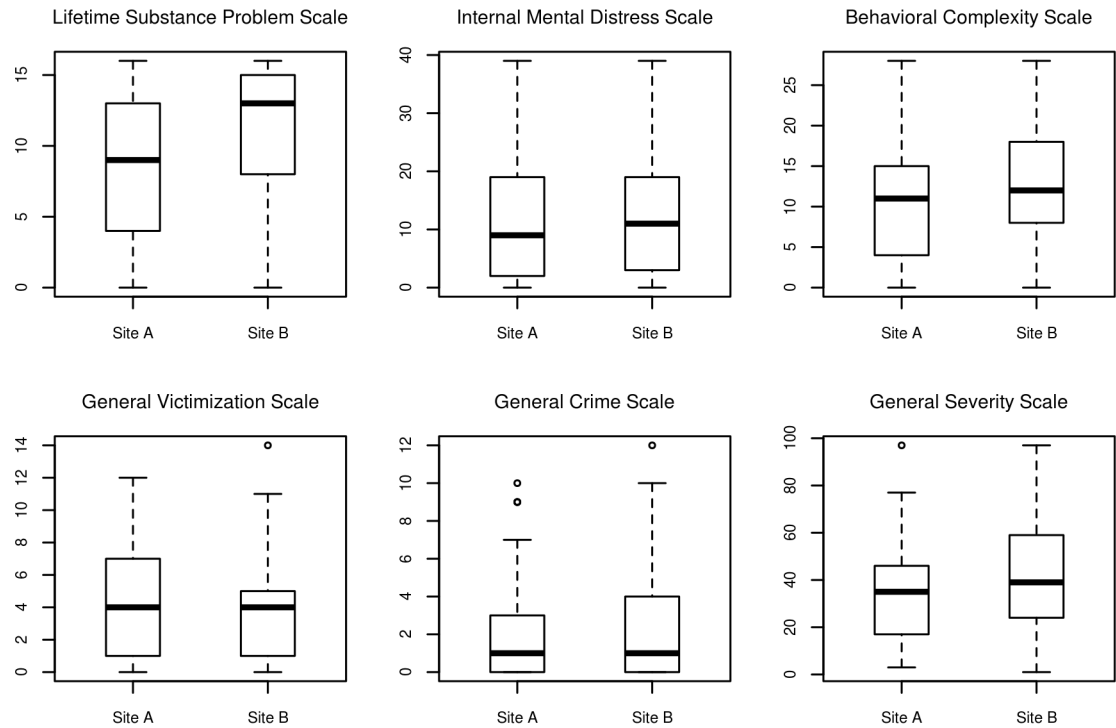 Lifetime Substance Problem Scale
0 5 10 15
Site A Site B
Internal Mental Distress Scale
0 10 20 30 40
Site A Site B
Behavioral Complexity Scale
0 5 10 15 20 25
Site A Site B
General Victimization Scale
0 2 4 6 8 10 12 14
Site A Site B
General Crime Scale
0 2 4 6 8 10 12
Site A Site B
General Severity Scale
0 20 40 60 80 100
Site A Site B